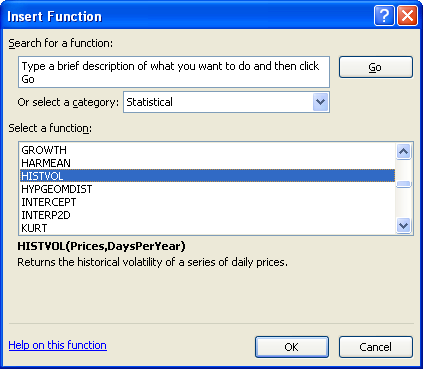 Insert Function
Search for a function:
Type a brief description of what you want to do and then click
Go
Go
Or select a category: Statistical
Select a function:
GROWTH
HARMEAN
HISTVOL
HYPGEOMDIST
INTERCEPT
INTERP2D
KURT
HISTVOL(Prices,DaysPerYear)
Returns the historical volatility of a series of daily prices.
Help on this function
OK
Cancel